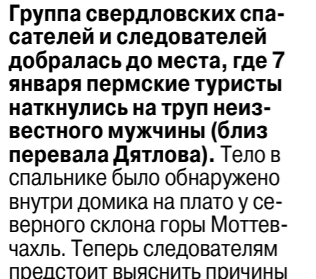 Группа свердловских спа-
сателей и следователей
добралась до места, где 7
января пермские туристы
наткнулись на труп неиз-
вестного мужчины (близ
перевала Дятлова). Тело в
спальнике было обнаружено
внутри домика на плато у се-
верного склона горы Моттев-
чахль. Теперь следователям
предстоит выяснить причины